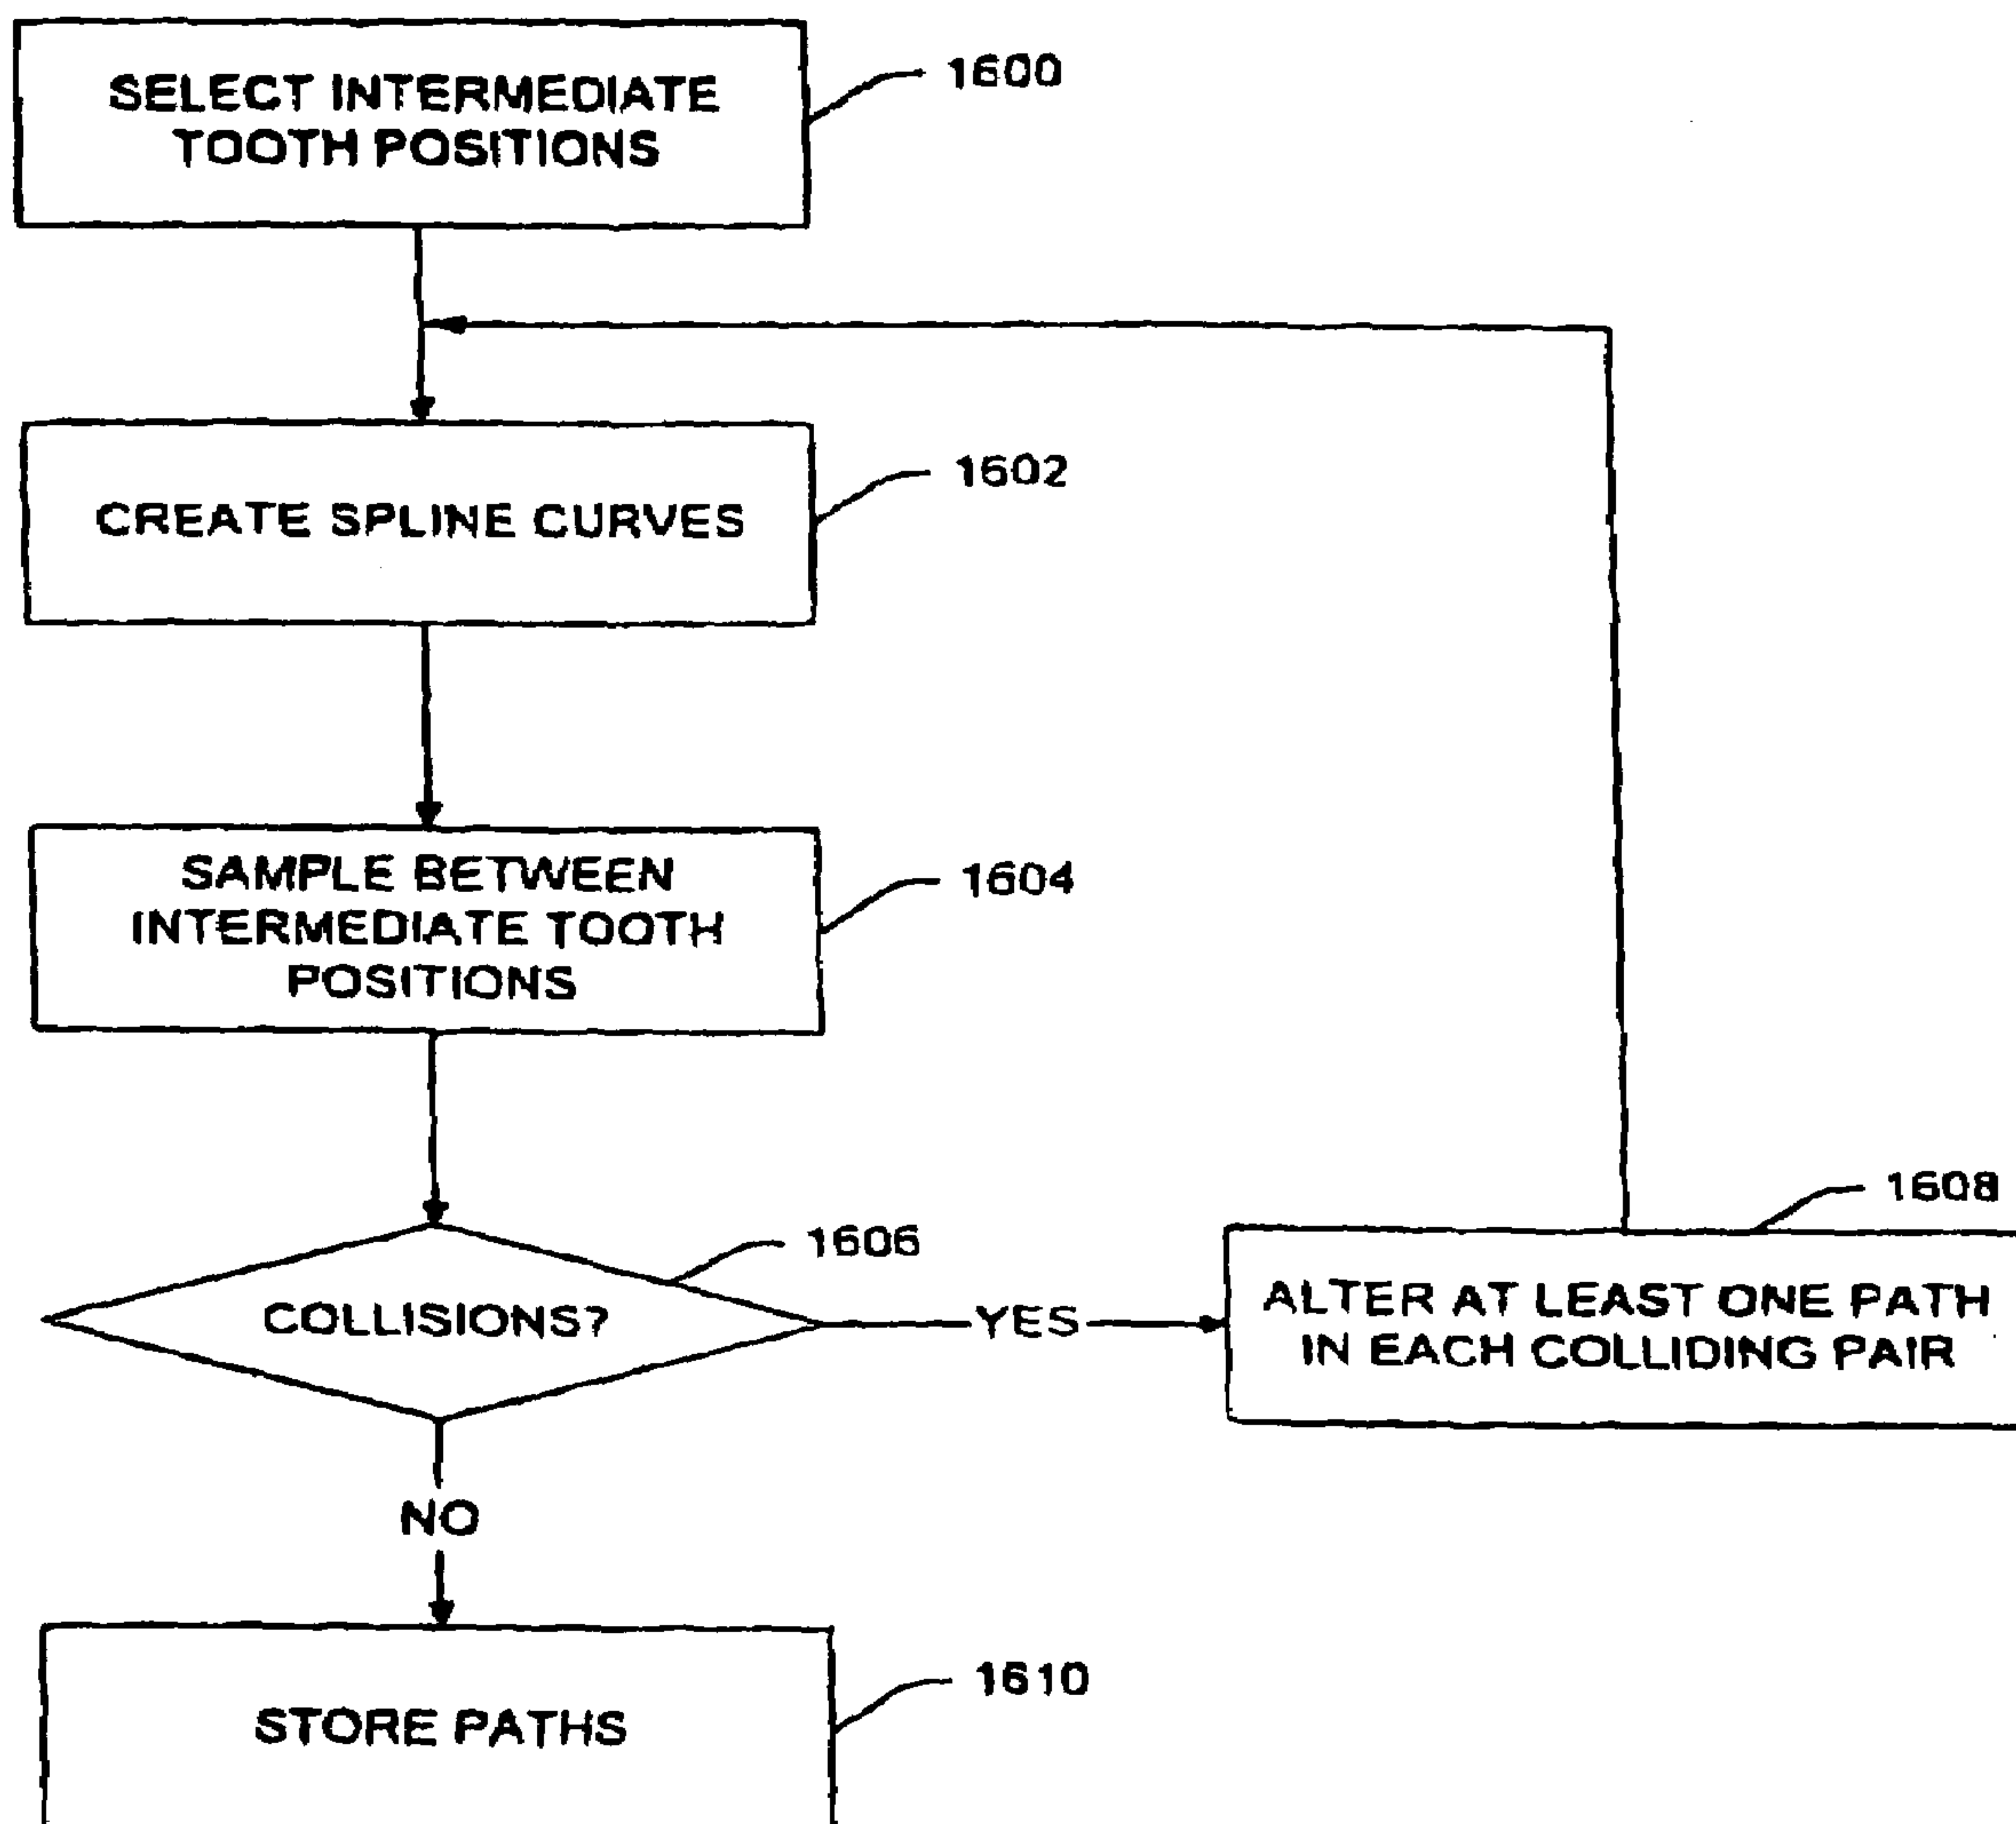 SELECT INTERMEDIATE
TOOTH POSITIONS
1600
CREATE SPLINE CURVES
1602
SAMPLE BETWEEN
INTERMEDIATE TOOTH
POSITIONS
1604
COLLISIONS?
1606
YES
ALTER AT LEAST ONE PATH
IN EACH COLLIDING PAIR
1608
NO
STORE PATHS
1610